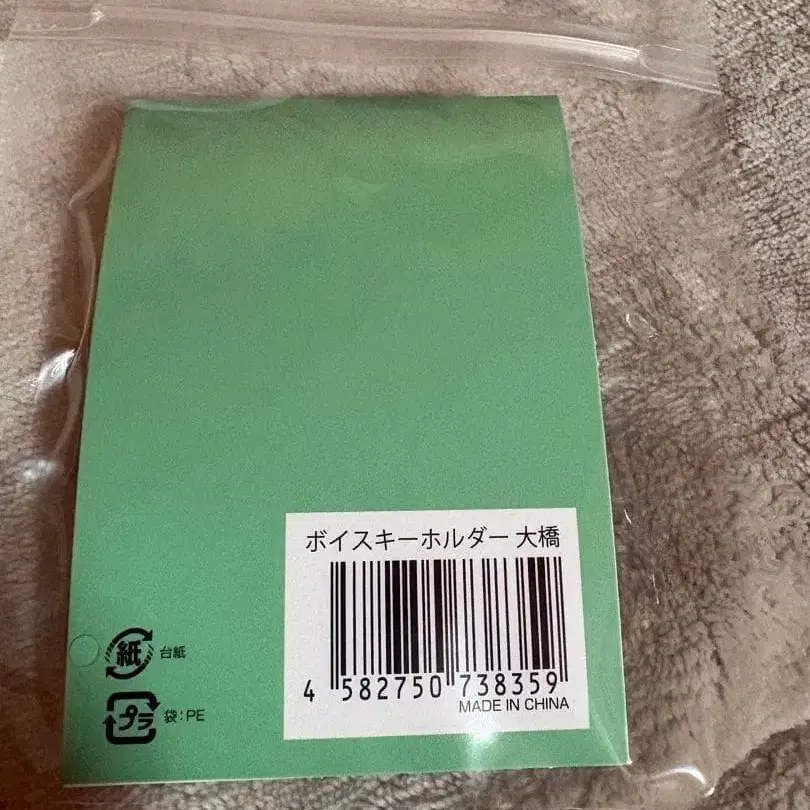 ボイスキーホルダー 大橋
4 582750 738359
MADE IN CHINA
紙 台紙
プラ 袋:PE